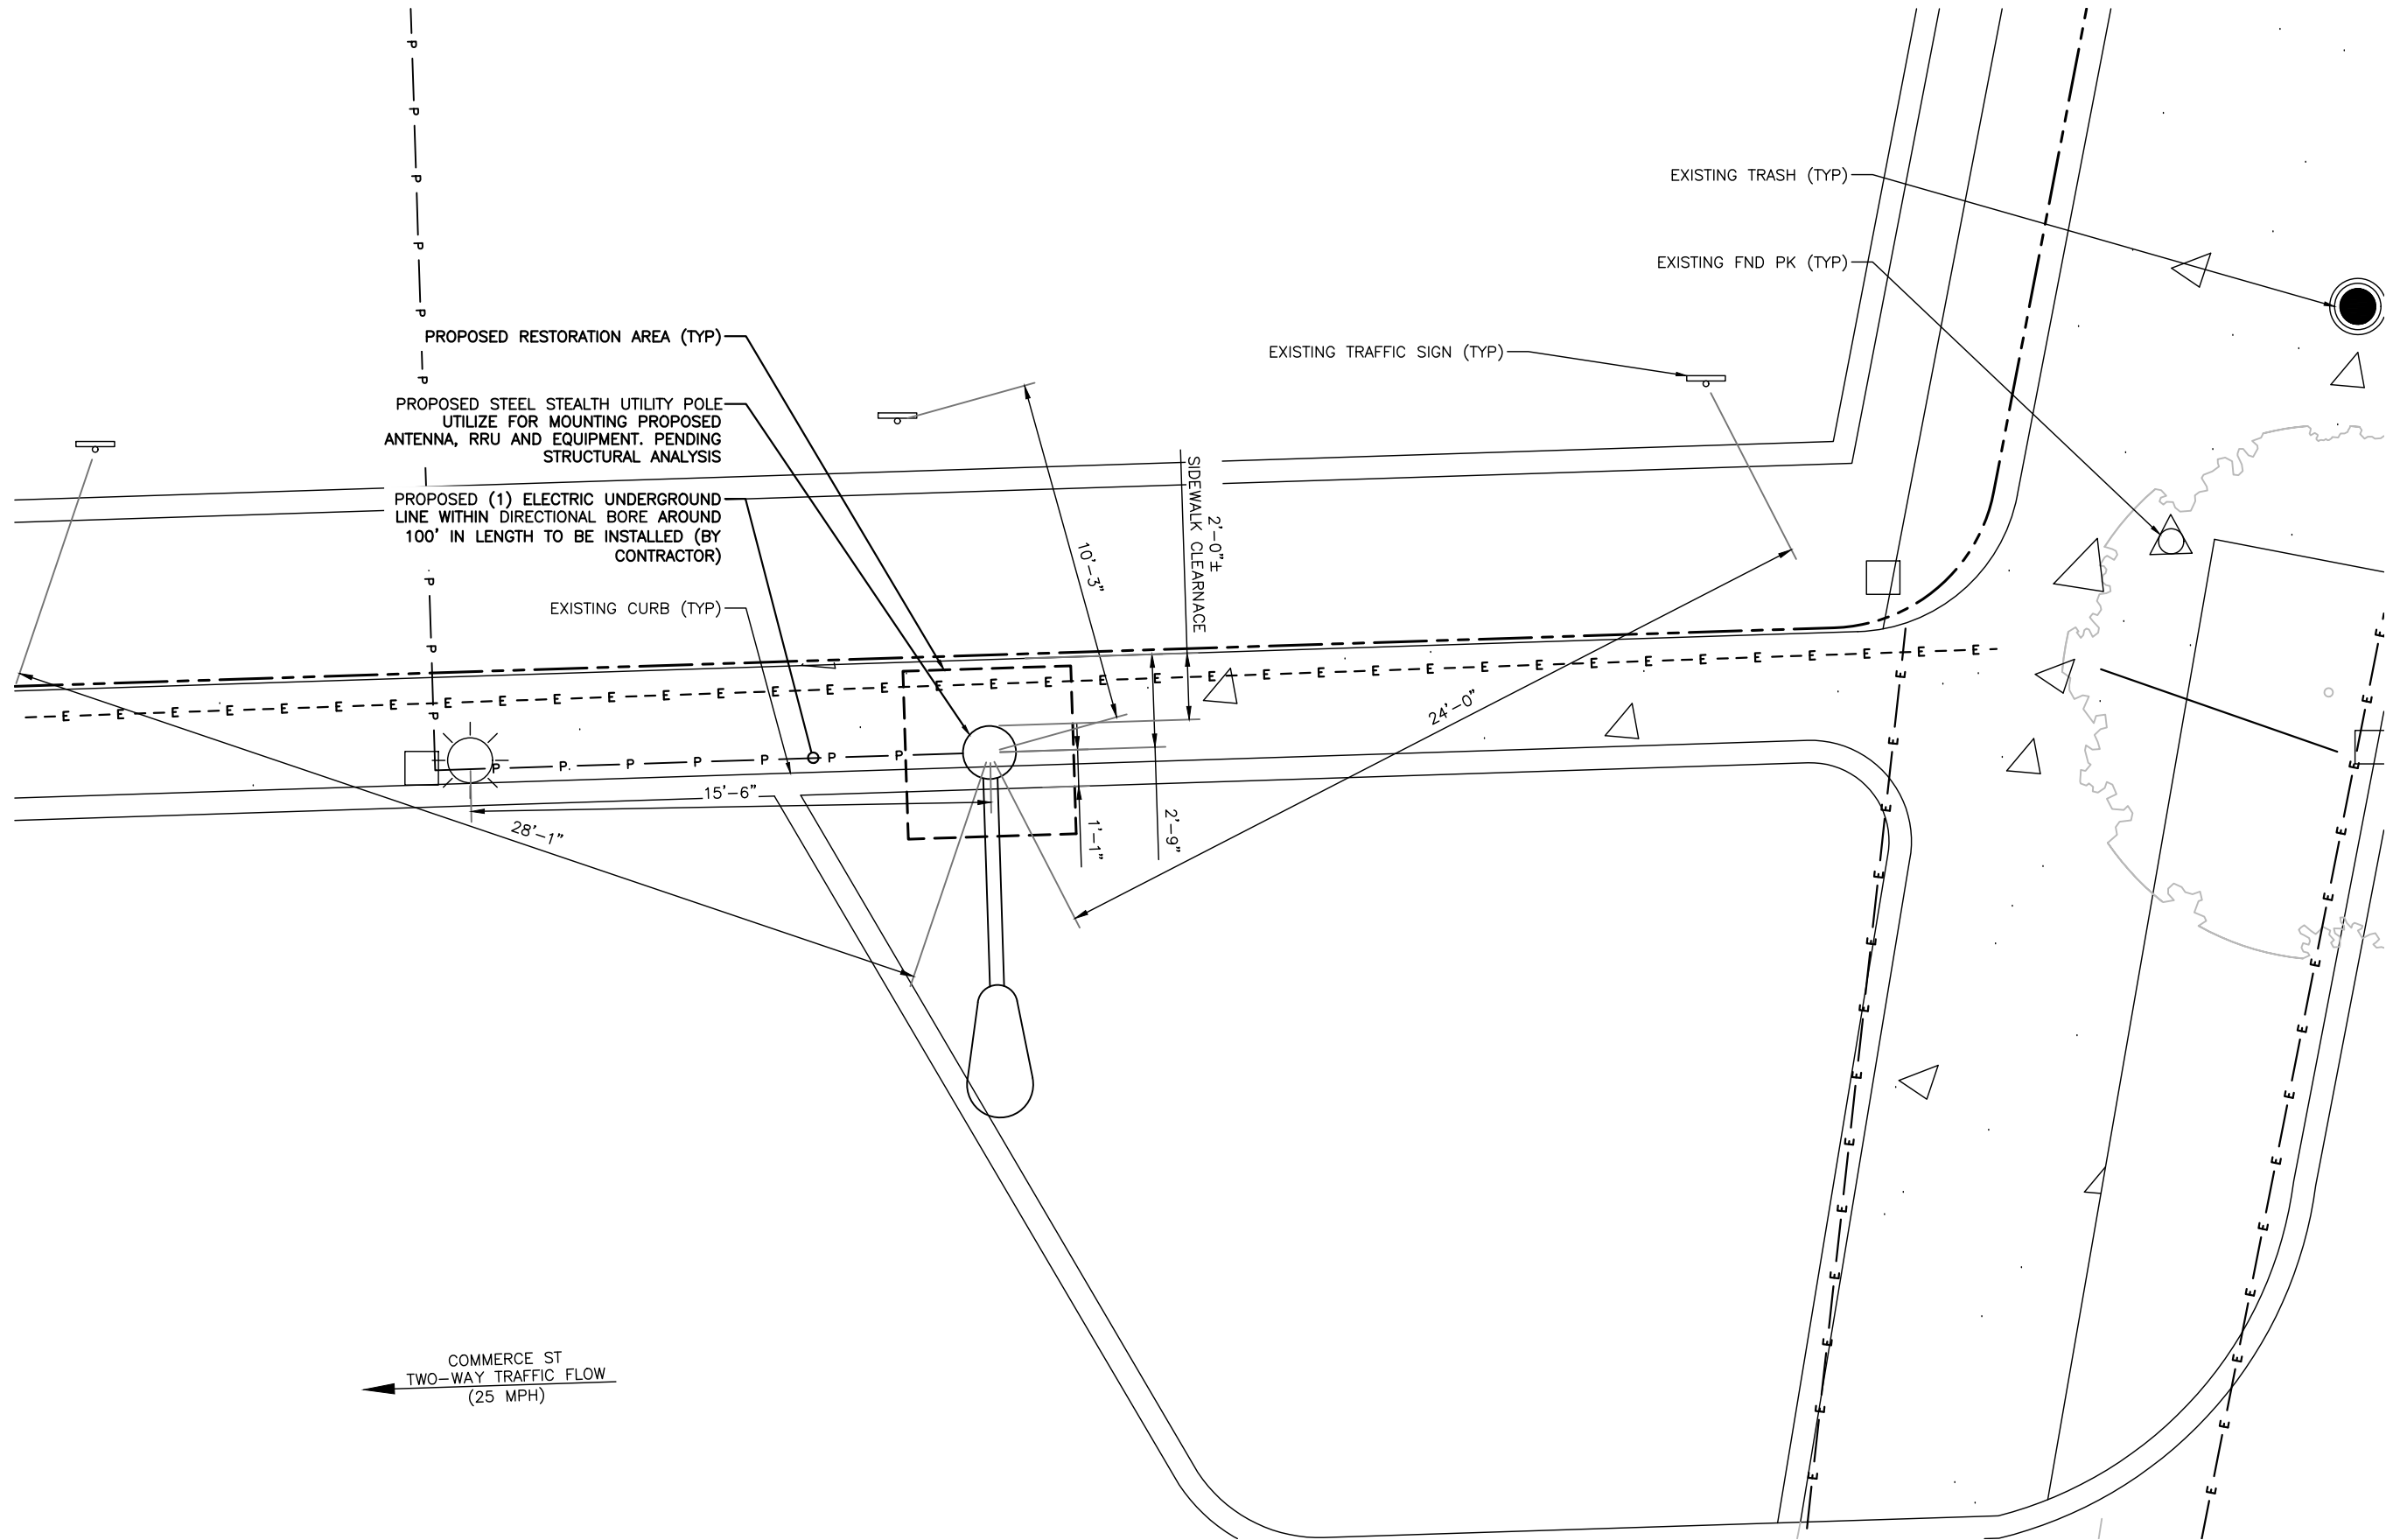 EXISTING TRASH (TYP)
EXISTING FND PK (TYP)
PROPOSED RESTORATION AREA (TYP)
EXISTING TRAFFIC SIGN (TYP)
PROPOSED STEEL STEALTH UTILITY POLE
UTILIZE FOR MOUNTING PROPOSED
ANTENNA, RRU AND EQUIPMENT. PENDING
STRUCTURAL ANALYSIS
PROPOSED (1) ELECTRIC UNDERGROUND
LINE WITHIN DIRECTIONAL BORE AROUND
100' IN LENGTH TO BE INSTALLED (BY
CONTRACTOR)
EXISTING CURB (TYP)
2'-0"±
SIDEWALK CLEARNACE
10'-3"
24'-0"
15'-6"
28'-1"
1'-1"
2'-9"
P P P P P P P P P P
E E E E E E E E E E E E E E E E E E E E E E E E E E E E E E E E E E E E
P P P P P P P
E E E E E E E E E E E E E
E E E E E E E E E E E E E E
COMMERCE ST
TWO-WAY TRAFFIC FLOW
(25 MPH)